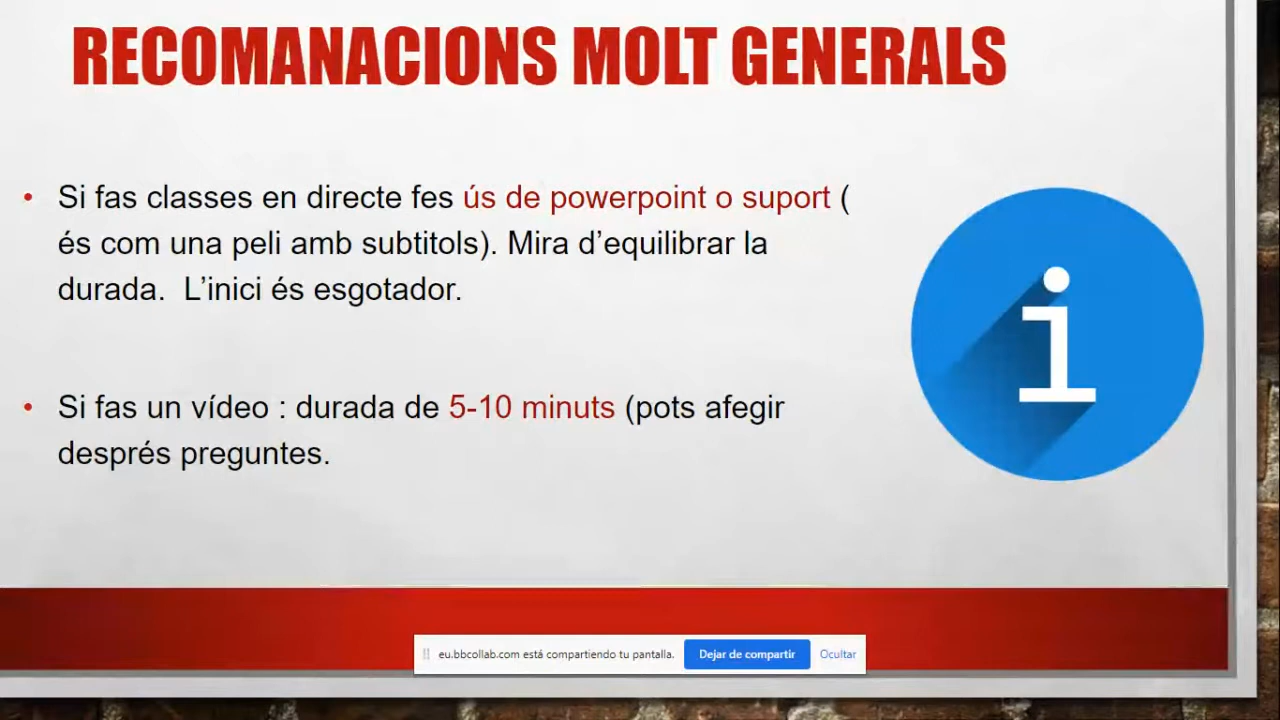 RECOMANACIONS MOLT GENERALS
• Si fas classes en directe fes ús de powerpoint o suport (
és com una peli amb subtitols). Mira d’equilibrar la
durada.  L’inici és esgotador.
• Si fas un vídeo : durada de 5-10 minuts (pots afegir
després preguntes.
i
eu.bbcollab.com está compartiendo tu pantalla. Dejar de compartir Ocultar